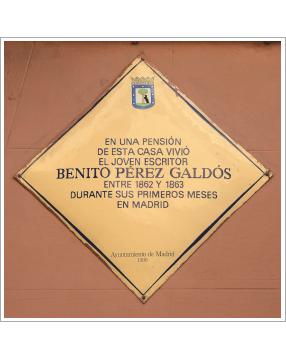 EN UNA PENSIÓN
DE ESTA CASA VIVIÓ
EL JOVEN ESCRITOR
BENITO PÉREZ GALDÓS
ENTRE 1862 Y 1863
DURANTE SUS PRIMEROS MESES
EN MADRID
Ayuntamiento de Madrid